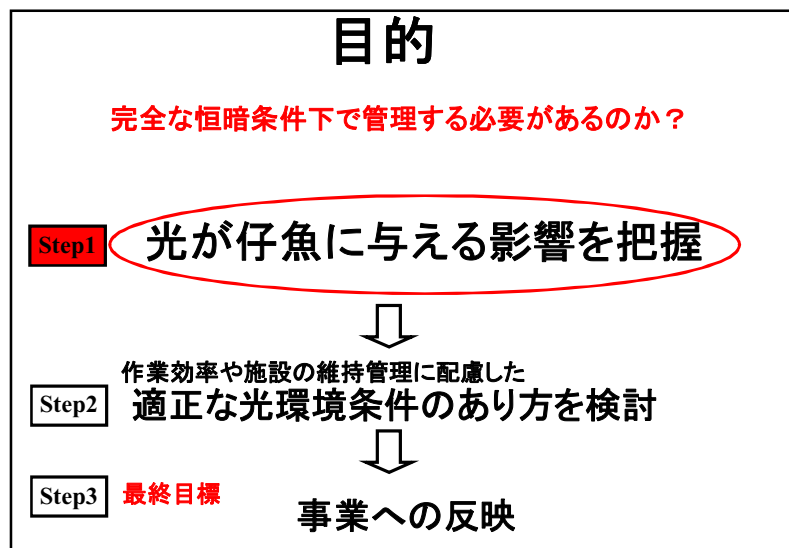 目的
完全な恒暗条件下で管理する必要があるのか？
Step1 光が仔魚に与える影響を把握
作業効率や施設の維持管理に配慮した
Step2 適正な光環境条件のあり方を検討
Step3 最終目標
事業への反映